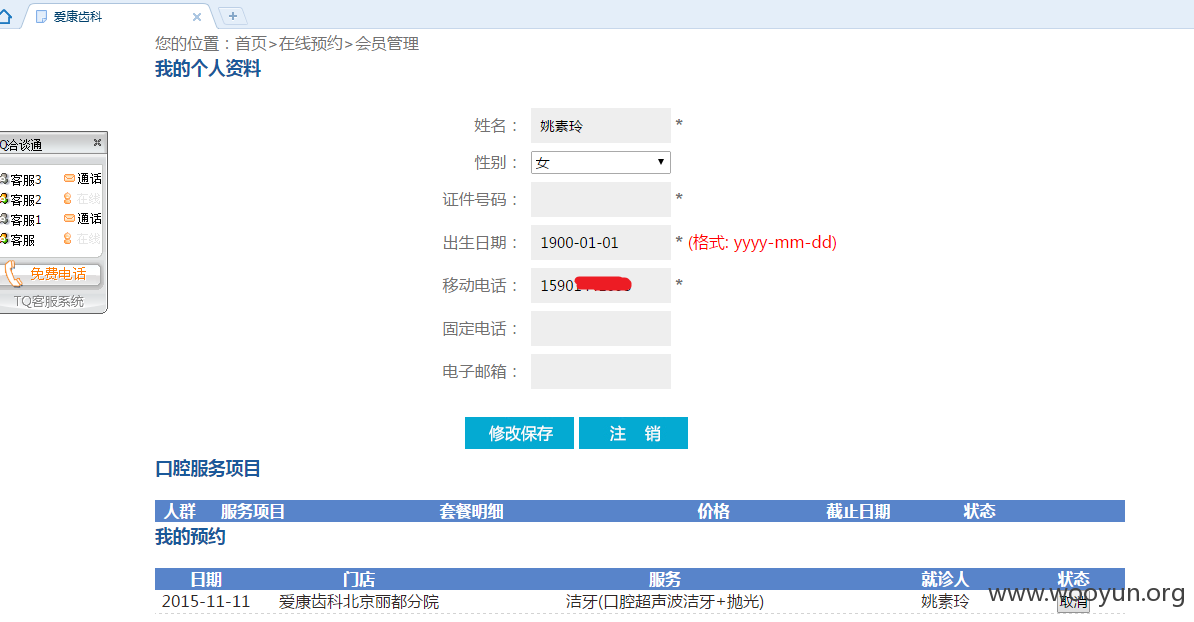 爱康齿科
您的位置：首页>在线预约>会员管理
我的个人资料
Q洽谈通
客服3 通话
客服2 在线
客服1 通话
客服 在线
免费电话
TQ客服系统
姓名： 姚素玲 *
性别： 女
证件号码： *
出生日期： 1900-01-01 * (格式: yyyy-mm-dd)
移动电话： 1590 *
固定电话：
电子邮箱：
修改保存 注 销
口腔服务项目
人群 服务项目 套餐明细 价格 截止日期 状态
我的预约
日期 门店 服务 就诊人 状态
2015-11-11 爱康齿科北京丽都分院 洁牙(口腔超声波洁牙+抛光) 姚素玲 取消
www.wooyun.org